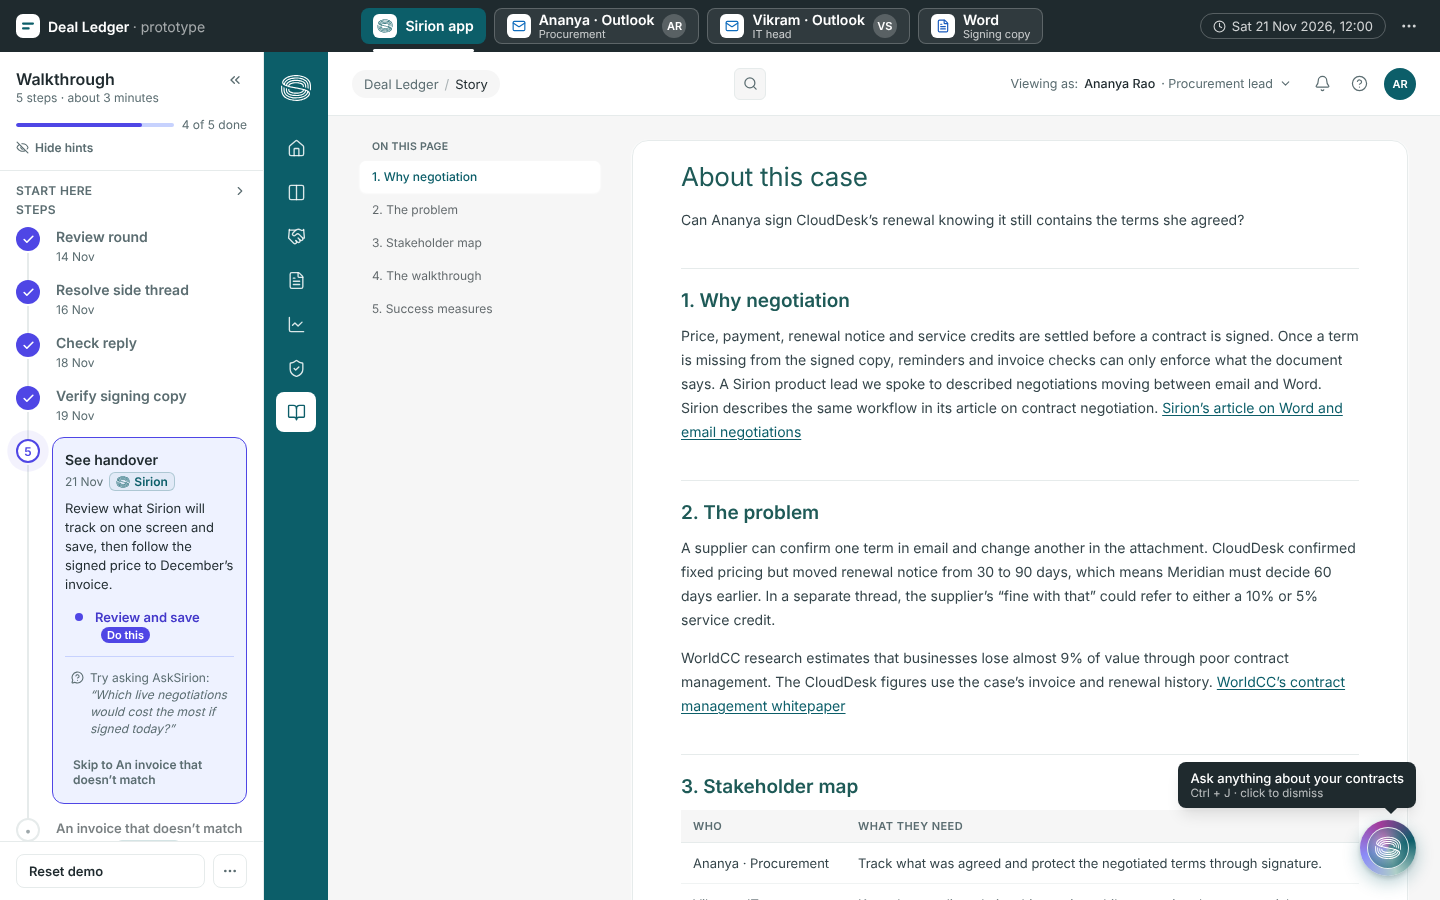 Deal Ledger · prototype
Sirion app
Ananya · Outlook
Procurement
AR
Vikram · Outlook
IT head
VS
Word
Signing copy
Sat 21 Nov 2026, 12:00
Walkthrough
5 steps · about 3 minutes
4 of 5 done
Hide hints
START HERE
STEPS
Review round
14 Nov
Resolve side thread
16 Nov
Check reply
18 Nov
Verify signing copy
19 Nov
5
See handover
21 Nov Sirion
Review what Sirion will
track on one screen and
save, then follow the
signed price to December’s
invoice.
Review and save
Do this
Try asking AskSirion:
“Which live negotiations
would cost the most if
signed today?”
Skip to An invoice that
doesn’t match
An invoice that doesn’t match
Reset demo
Deal Ledger / Story
Viewing as: Ananya Rao · Procurement lead
AR
ON THIS PAGE
1. Why negotiation
2. The problem
3. Stakeholder map
4. The walkthrough
5. Success measures
About this case
Can Ananya sign CloudDesk’s renewal knowing it still contains the terms she agreed?
1. Why negotiation
Price, payment, renewal notice and service credits are settled before a contract is signed. Once a term
is missing from the signed copy, reminders and invoice checks can only enforce what the document
says. A Sirion product lead we spoke to described negotiations moving between email and Word.
Sirion describes the same workflow in its article on contract negotiation. Sirion’s article on Word and
email negotiations
2. The problem
A supplier can confirm one term in email and change another in the attachment. CloudDesk confirmed
fixed pricing but moved renewal notice from 30 to 90 days, which means Meridian must decide 60
days earlier. In a separate thread, the supplier’s “fine with that” could refer to either a 10% or 5%
service credit.
WorldCC research estimates that businesses lose almost 9% of value through poor contract
management. The CloudDesk figures use the case’s invoice and renewal history. WorldCC’s contract
management whitepaper
3. Stakeholder map
WHO WHAT THEY NEED
Ananya · Procurement Track what was agreed and protect the negotiated terms through signature.
Ask anything about your contracts
Ctrl + J · click to dismiss